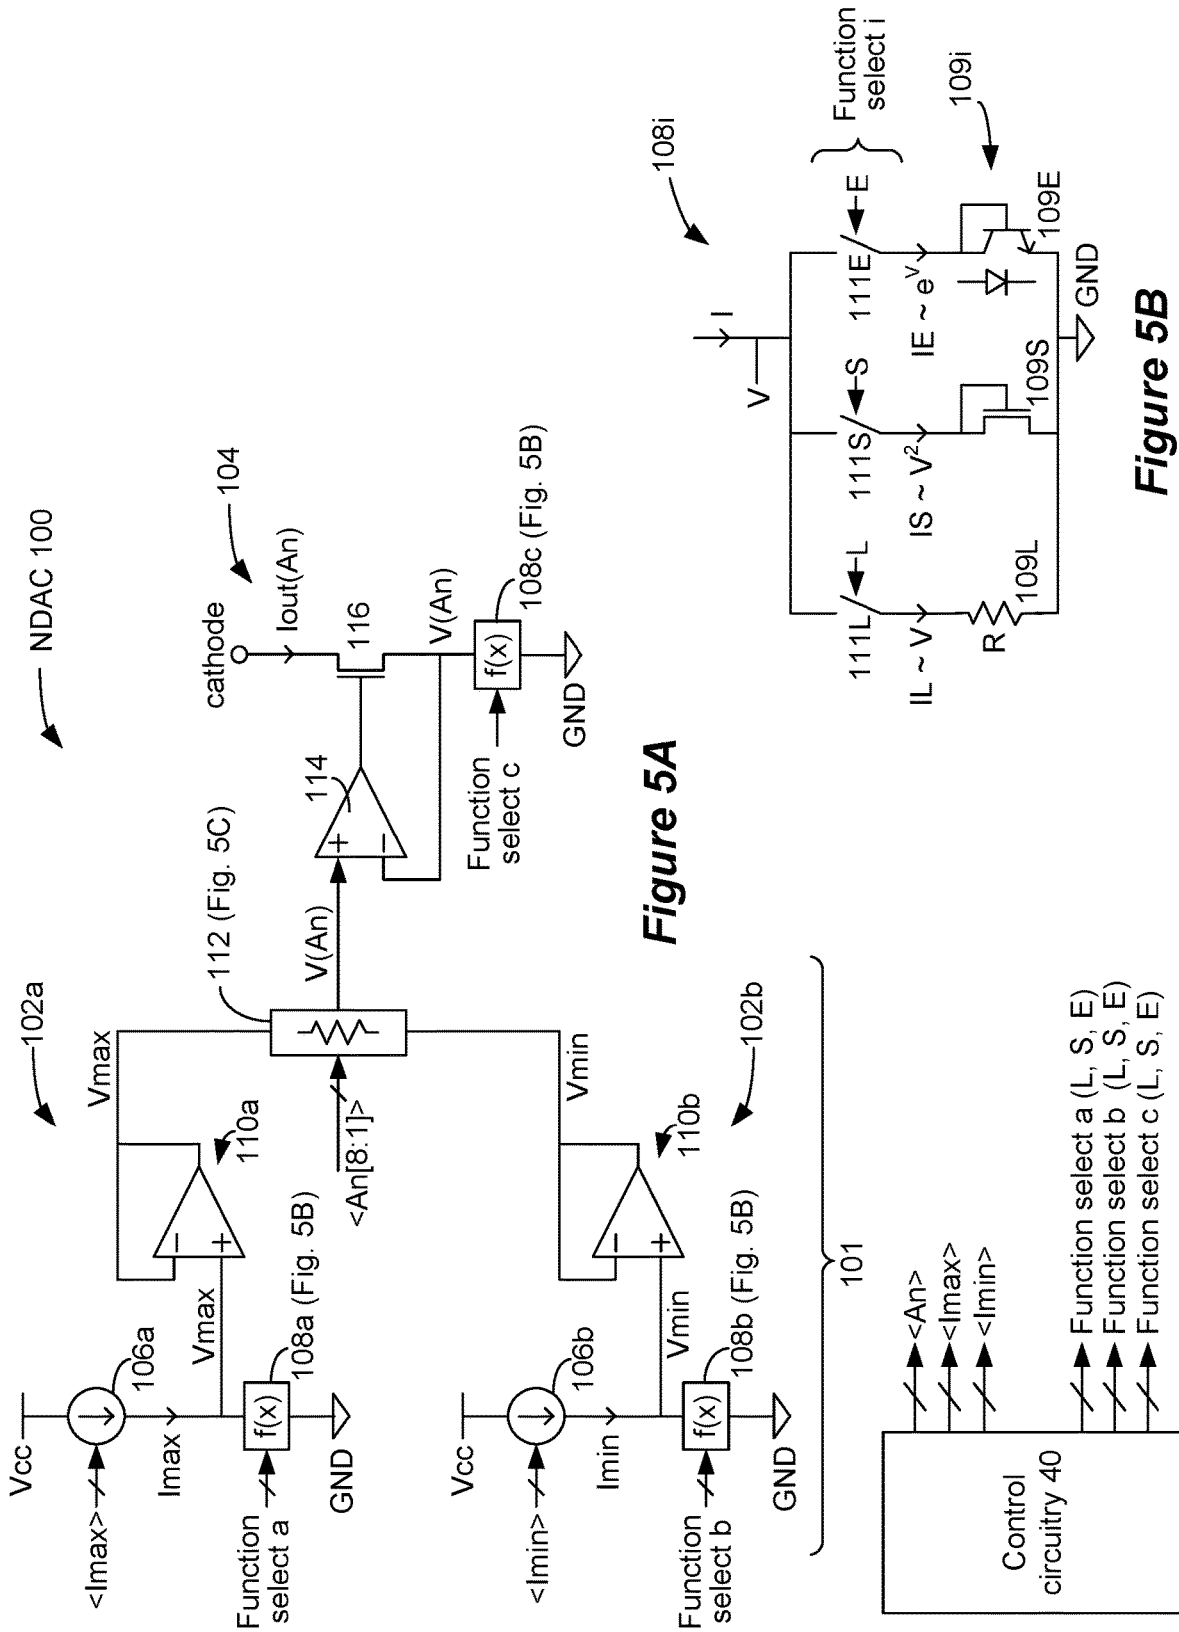 NDAC 100
102a
Vcc
<Imax>
106a
Imax
Vmax
Function
select a
f(x)
108a (Fig. 5B)
GND
−
+
110a
Vmax
112 (Fig. 5C)
<An[8:1]>
V(An)
Vcc
<Imin>
106b
Imin
Vmin
Function
select b
f(x)
108b (Fig. 5B)
GND
−
+
110b
Vmin
102b
101
+
−
114
cathode
104
Iout(An)
116
V(An)
Function
select c
f(x)
108c (Fig. 5B)
GND
Figure 5A
Control
circuitry 40
<An>
<Imax>
<Imin>
Function select a (L, S, E)
Function select b (L, S, E)
Function select c (L, S, E)
108i
I
V
111L
L
111S
S
111E
E
Function
select i
IL ~ V
IS ~ V²
IE ~ eⱽ
R
109L
109S
109E
109i
GND
Figure 5B